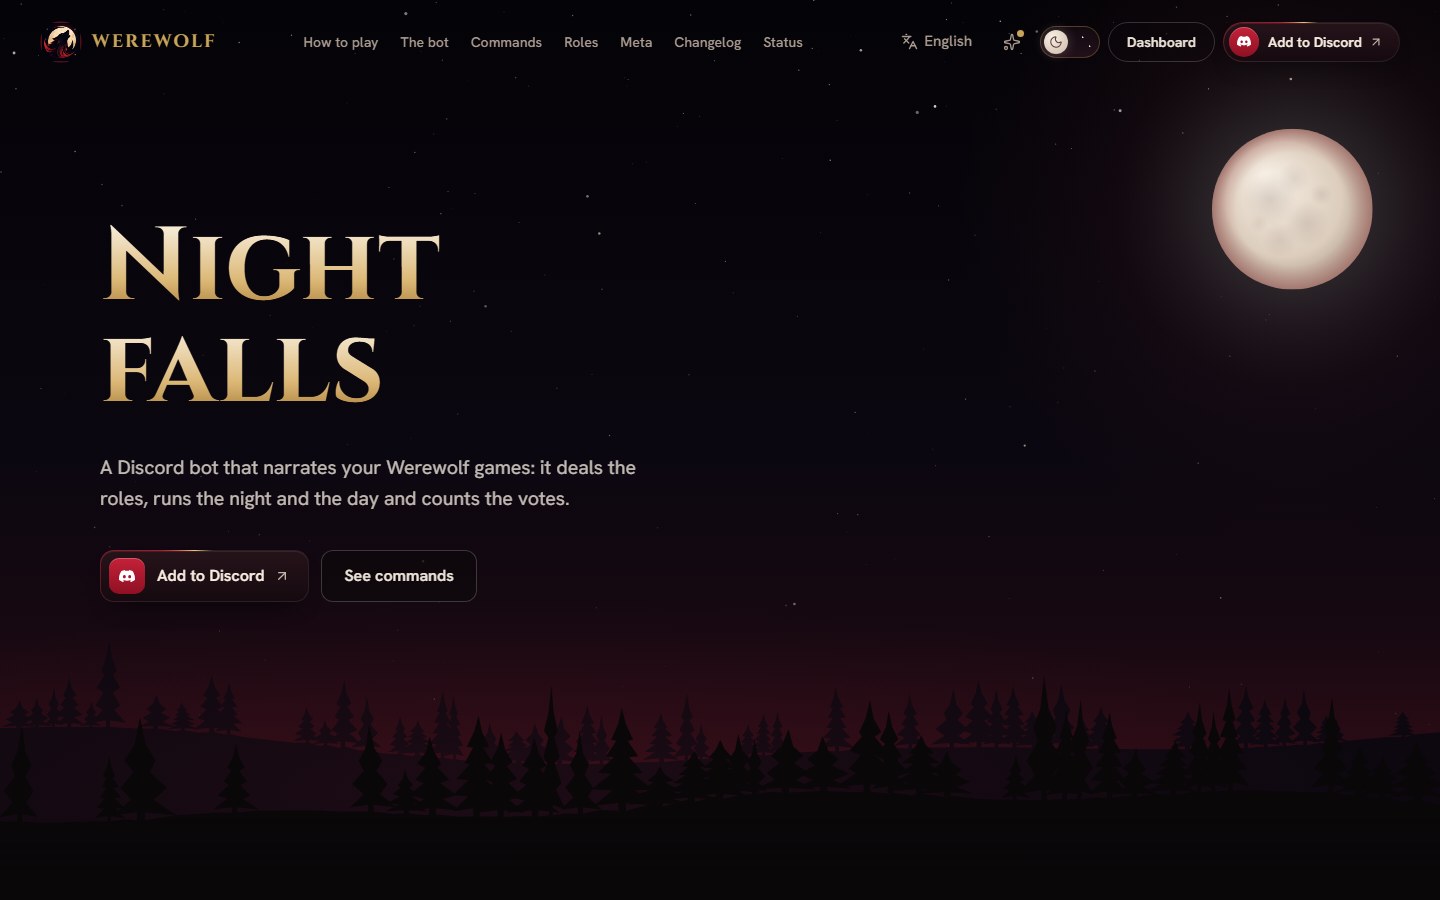 WEREWOLF
How to play
The bot
Commands
Roles
Meta
Changelog
Status
English
Dashboard
Add to Discord
NIGHT
FALLS
A Discord bot that narrates your Werewolf games: it deals the
roles, runs the night and the day and counts the votes.
Add to Discord
See commands